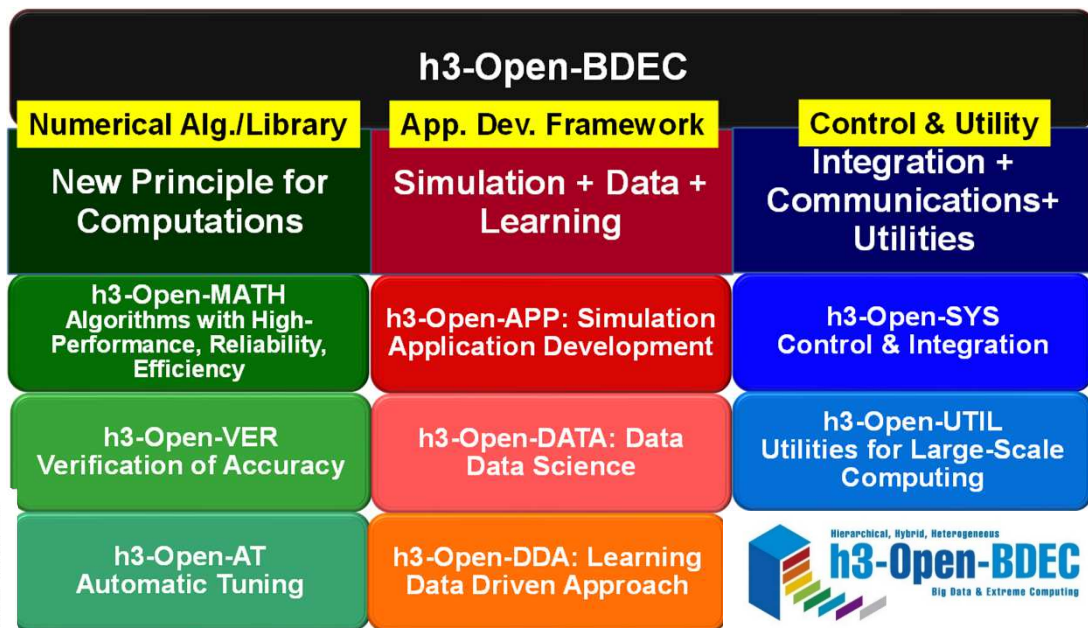 h3-Open-BDEC
Numerical Alg./Library
New Principle for
Computations
h3-Open-MATH
Algorithms with High-
Performance, Reliability,
Efficiency
h3-Open-VER
Verification of Accuracy
h3-Open-AT
Automatic Tuning
App. Dev. Framework
Simulation + Data +
Learning
h3-Open-APP: Simulation
Application Development
h3-Open-DATA: Data
Data Science
h3-Open-DDA: Learning
Data Driven Approach
Control & Utility
Integration +
Communications+
Utilities
h3-Open-SYS
Control & Integration
h3-Open-UTIL
Utilities for Large-Scale
Computing
Hierarchical, Hybrid, Heterogeneous
h3-Open-BDEC
Big Data & Extreme Computing